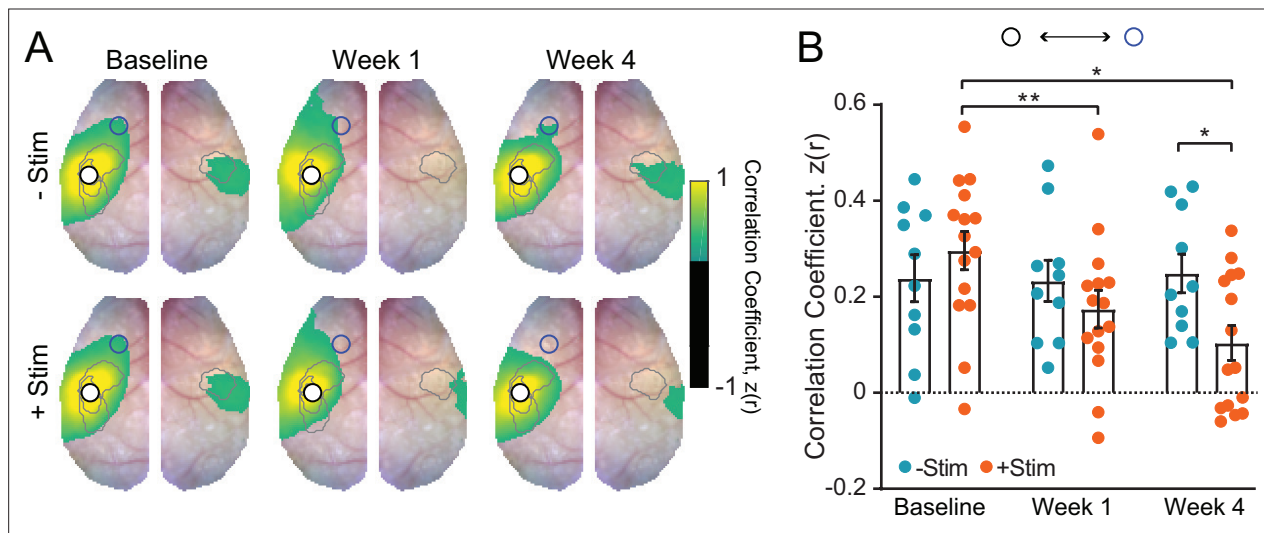 A
Baseline
Week 1
Week 4
- Stim
+ Stim
1
-1
Correlation Coefficient, z(r)
B
*
**
*
Correlation Coefficient. z(r)
0.6
0.4
0.2
0
-0.2
-Stim
+Stim
Baseline
Week 1
Week 4